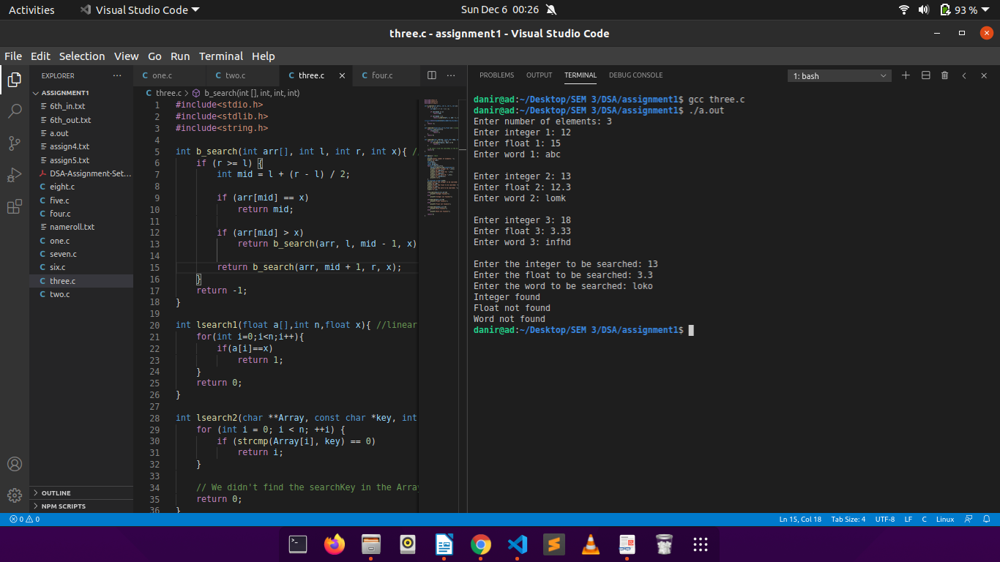 Activities Visual Studio Code Sun Dec 6 00:26 93 %
three.c - assignment1 - Visual Studio Code
File Edit Selection View Go Run Terminal Help
EXPLORER
ASSIGNMENT1
6th_in.txt
6th_out.txt
a.out
assign4.txt
assign5.txt
DSA-Assignment-Set...
eight.c
five.c
four.c
nameroll.txt
one.c
seven.c
six.c
three.c
two.c
OUTLINE
NPM SCRIPTS
one.c two.c three.c four.c
three.c > b_search(int [], int, int, int)
1 #include<stdio.h>
2 #include<stdlib.h>
3 #include<string.h>
4
5 int b_search(int arr[], int l, int r, int x){ //
6 if (r >= l) {
7 int mid = l + (r - l) / 2;
8
9 if (arr[mid] == x)
10 return mid;
11
12 if (arr[mid] > x)
13 return b_search(arr, l, mid - 1, x)
14
15 return b_search(arr, mid + 1, r, x);
16 }
17 return -1;
18 }
19
20 int lsearch1(float a[],int n,float x){ //linear
21 for(int i=0;i<n;i++){
22 if(a[i]==x)
23 return 1;
24 }
25 return 0;
26 }
27
28 int lsearch2(char **Array, const char *key, int
29 for (int i = 0; i < n; ++i) {
30 if (strcmp(Array[i], key) == 0)
31 return i;
32 }
33
34 // We didn't find the searchKey in the Array
35 return 0;
36 }
PROBLEMS OUTPUT TERMINAL DEBUG CONSOLE 1: bash
danir@ad:~/Desktop/SEM 3/DSA/assignment1$ gcc three.c
danir@ad:~/Desktop/SEM 3/DSA/assignment1$ ./a.out
Enter number of elements: 3
Enter integer 1: 12
Enter float 1: 15
Enter word 1: abc
Enter integer 2: 13
Enter float 2: 12.3
Enter word 2: lomk
Enter integer 3: 18
Enter float 3: 3.33
Enter word 3: infhd
Enter the integer to be searched: 13
Enter the float to be searched: 3.3
Enter the word to be searched: loko
Integer found
Float not found
Word not found
danir@ad:~/Desktop/SEM 3/DSA/assignment1$
0 0 Ln 15, Col 18 Tab Size: 4 UTF-8 LF C Linux